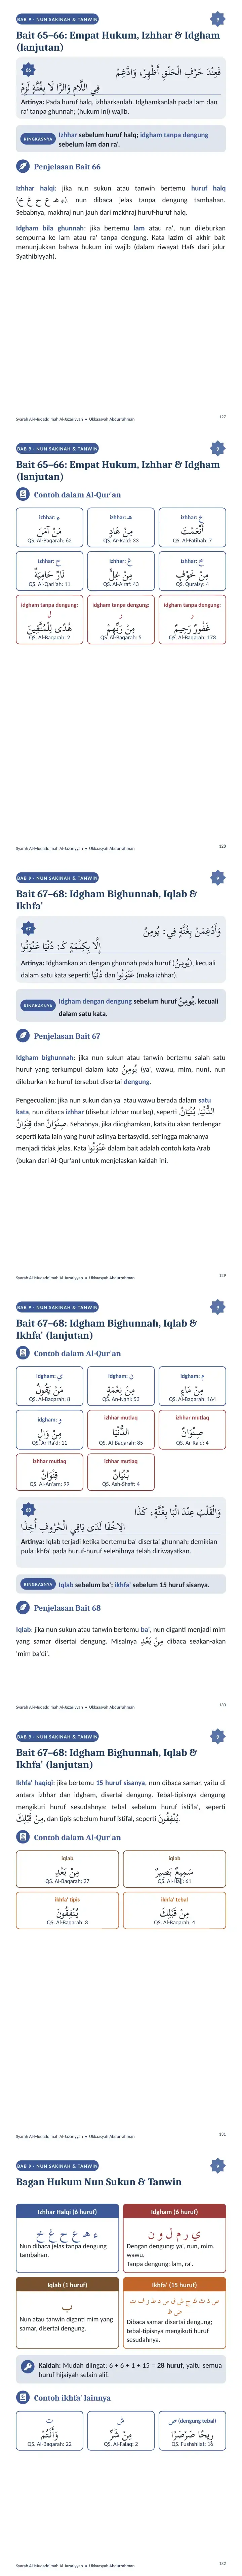 BAB 9 · NUN SAKINAH & TANWIN
9
Bait 65–66: Empat Hukum, Izhar & Idgham
(lanjutan)
66
فَعِنْدَ حَرْفِ الْحَلْقِ أَظْهِرْ، وَادَّغِمْ
فِي اللَّامِ وَالرَّا لَا بِغُنَّةٍ لَزِمْ
Artinya: Pada huruf halq, izharkanlah. Idghamkanlah pada lam dan
ra' tanpa ghunnah; (hukum ini) wajib.
RINGKASNYA
Izhar sebelum huruf halq; idgham tanpa dengung
sebelum lam dan ra'.
Penjelasan Bait 66
Izhar halqi: jika nun sukun atau tanwin bertemu huruf halq
(ء هـ ع ح غ خ), nun dibaca jelas tanpa dengung tambahan.
Sebabnya, makhraj nun jauh dari makhraj huruf-huruf halq.
Idgham bila ghunnah: jika bertemu lam atau ra', nun dileburkan
sempurna ke lam atau ra' tanpa dengung. Kata lazim di akhir bait
menunjukkan bahwa hukum ini wajib (dalam riwayat Hafs dari jalur
Syathibiyyah).
Syarah Al-Muqaddimah Al-Jazariyyah • Ukkaasyah Abdurrahman
127
BAB 9 · NUN SAKINAH & TANWIN
9
Bait 65–66: Empat Hukum, Izhar & Idgham
(lanjutan)
Contoh dalam Al-Qur'an
izhar: ء
مَنْ آمَنَ
QS. Al-Baqarah: 62
izhar: هـ
مِنْ هَادٍ
QS. Ar-Ra'd: 33
izhar: ع
أَنْعَمْتَ
QS. Al-Fatihah: 7
izhar: ح
نَارٌ حَامِيَةٌ
QS. Al-Qari'ah: 11
izhar: غ
مِنْ غِلٍّ
QS. Al-A'raf: 43
izhar: خ
مِنْ خَوْفٍ
QS. Quraisy: 4
idgham tanpa dengung:
ل
هُدًى لِلْمُتَّقِينَ
QS. Al-Baqarah: 2
idgham tanpa dengung:
ر
مِنْ رَبِّهِمْ
QS. Al-Baqarah: 5
idgham tanpa dengung:
ر
غَفُورٌ رَحِيمٌ
QS. Al-Baqarah: 173
Syarah Al-Muqaddimah Al-Jazariyyah • Ukkaasyah Abdurrahman
128
BAB 9 · NUN SAKINAH & TANWIN
9
Bait 67–68: Idgham Bighunnah, Iqlab &
Ikhfa'
67
وَأَدْغِمَنْ بِغُنَّةٍ فِي: يُومِنُ
إِلَّا بِكِلْمَةٍ كَـ: دُنْيَا عَنْوَنُوا
Artinya: Idghamkanlah dengan ghunnah pada huruf (يُومِنُ), kecuali
dalam satu kata seperti: دُنْيَا dan عَنْوَنُوا (maka izhar).
RINGKASNYA
Idgham dengan dengung sebelum huruf يُومِنُ, kecuali
dalam satu kata.
Penjelasan Bait 67
Idgham bighunnah: jika nun sukun atau tanwin bertemu salah satu
huruf yang terkumpul dalam kata يُومِنُ (ya', wawu, mim, nun), nun
dileburkan ke huruf tersebut disertai dengung.
Pengecualian: jika nun sukun dan ya' atau wawu berada dalam satu
kata, nun dibaca izhar (disebut izhar mutlaq), seperti الدُّنْيَا, بُنْيَانٌ,
صِنْوَانٌ dan قِنْوَانٌ. Sebabnya, jika diidghamkan, kata itu akan terdengar
seperti kata lain yang huruf aslinya bertasydid, sehingga maknanya
menjadi tidak jelas. Kata عَنْوَنُوا dalam bait adalah contoh kata Arab
(bukan dari Al-Qur'an) untuk menjelaskan kaidah ini.
Syarah Al-Muqaddimah Al-Jazariyyah • Ukkaasyah Abdurrahman
129
BAB 9 · NUN SAKINAH & TANWIN
9
Bait 67–68: Idgham Bighunnah, Iqlab &
Ikhfa' (lanjutan)
Contoh dalam Al-Qur'an
idgham: ي
مَنْ يَقُولُ
QS. Al-Baqarah: 8
idgham: ن
مِنْ نِعْمَةٍ
QS. An-Nahl: 53
idgham: م
مِنْ مَاءٍ
QS. Al-Baqarah: 164
idgham: و
مِنْ وَالٍ
QS. Ar-Ra'd: 11
izhar mutlaq
الدُّنْيَا
QS. Al-Baqarah: 85
izhar mutlaq
صِنْوَانٌ
QS. Ar-Ra'd: 4
izhar mutlaq
قِنْوَانٌ
QS. Al-An'am: 99
izhar mutlaq
بُنْيَانٌ
QS. Ash-Shaff: 4
68
وَالْقَلْبُ عِنْدَ الْبَا بِغُنَّةٍ، كَذَا
الِاخْفَا لَدَى بَاقِي الْحُرُوفِ أُخِذَا
Artinya: Iqlab terjadi ketika bertemu ba' disertai ghunnah; demikian
pula ikhfa' pada huruf-huruf selebihnya telah diriwayatkan.
RINGKASNYA
Iqlab sebelum ba'; ikhfa' sebelum 15 huruf sisanya.
Penjelasan Bait 68
Iqlab: jika nun sukun atau tanwin bertemu ba', nun diganti menjadi mim
yang samar disertai dengung. Misalnya مِنْ بَعْدِ dibaca seakan-akan
'mim ba'di'.
Syarah Al-Muqaddimah Al-Jazariyyah • Ukkaasyah Abdurrahman
130
BAB 9 · NUN SAKINAH & TANWIN
9
Bait 67–68: Idgham Bighunnah, Iqlab &
Ikhfa' (lanjutan)
Ikhfa' haqiqi: jika bertemu 15 huruf sisanya, nun dibaca samar, yaitu di
antara izhar dan idgham, disertai dengung. Tebal-tipisnya dengung
mengikuti huruf sesudahnya: tebal sebelum huruf isti'la', seperti
مِنْ قَبْلِكَ, dan tipis sebelum huruf istifal, seperti يُنْفِقُونَ.
Contoh dalam Al-Qur'an
iqlab
مِنْ بَعْدِ
QS. Al-Baqarah: 27
iqlab
سَمِيعٌ بَصِيرٌ
QS. Al-Hajj: 61
ikhfa' tipis
يُنْفِقُونَ
QS. Al-Baqarah: 3
ikhfa' tebal
مِنْ قَبْلِكَ
QS. Al-Baqarah: 4
Syarah Al-Muqaddimah Al-Jazariyyah • Ukkaasyah Abdurrahman
131
BAB 9 · NUN SAKINAH & TANWIN
9
Bagan Hukum Nun Sukun & Tanwin
Izhar Halqi (6 huruf)
ء هـ ع ح غ خ
Nun dibaca jelas tanpa dengung
tambahan.
Idgham (6 huruf)
ي ر م ل و ن
Dengan dengung: ya', nun, mim,
wawu.
Tanpa dengung: lam, ra'.
Iqlab (1 huruf)
ب
Nun atau tanwin diganti mim yang
samar, disertai dengung.
Ikhfa' (15 huruf)
ص ذ ث ك ج ش ق س د ط ز ف ت
ض ظ
Dibaca samar disertai dengung;
tebal-tipisnya mengikuti huruf
sesudahnya.
Kaidah: Mudah diingat: 6 + 6 + 1 + 15 = 28 huruf, yaitu semua
huruf hijaiyah selain alif.
Contoh ikhfa' lainnya
ت
وَأَنْتُمْ
QS. Al-Baqarah: 22
ش
مِنْ شَرِّ
QS. Al-Falaq: 2
ص (dengung tebal)
رِيحًا صَرْصَرًا
QS. Fushshilat: 16
Syarah Al-Muqaddimah Al-Jazariyyah • Ukkaasyah Abdurrahman
132